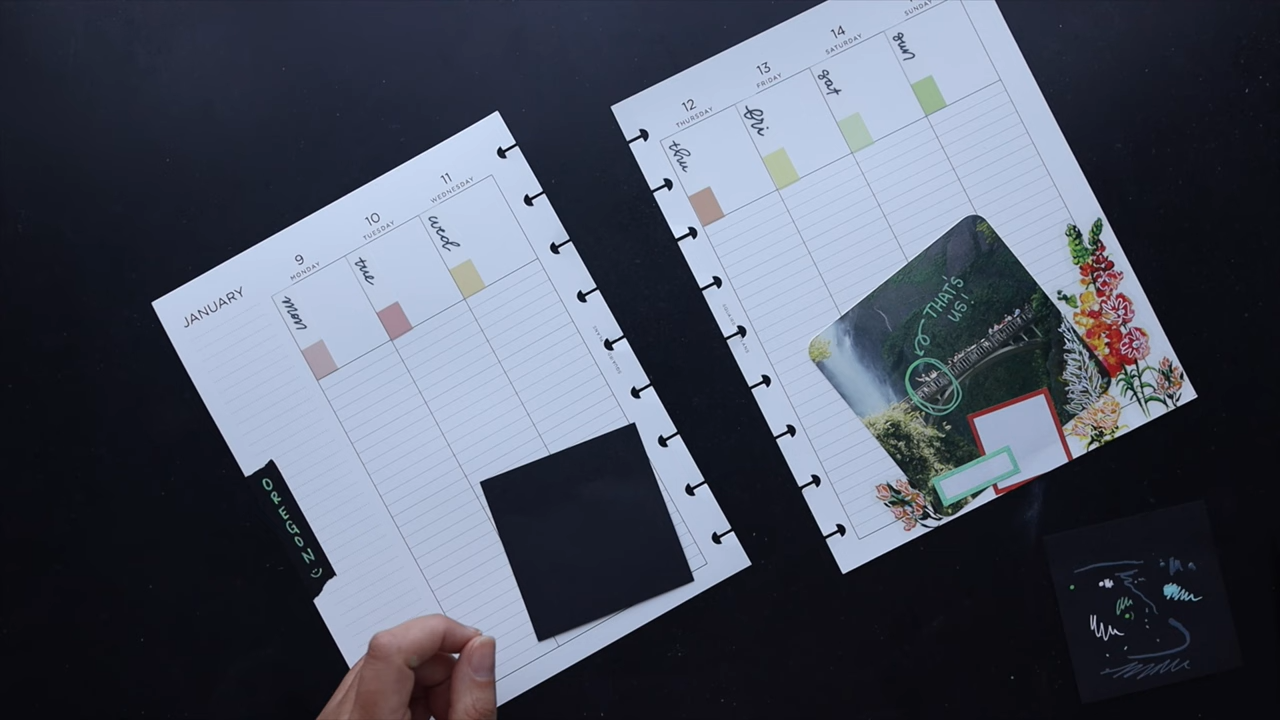 JANUARY
9
MONDAY
10
TUESDAY
11
WEDNESDAY
mon
tue
wed
OREGON :)
12
THURSDAY
13
FRIDAY
14
SATURDAY
SUNDAY
thu
fri
sat
sun
THAT'S
US!